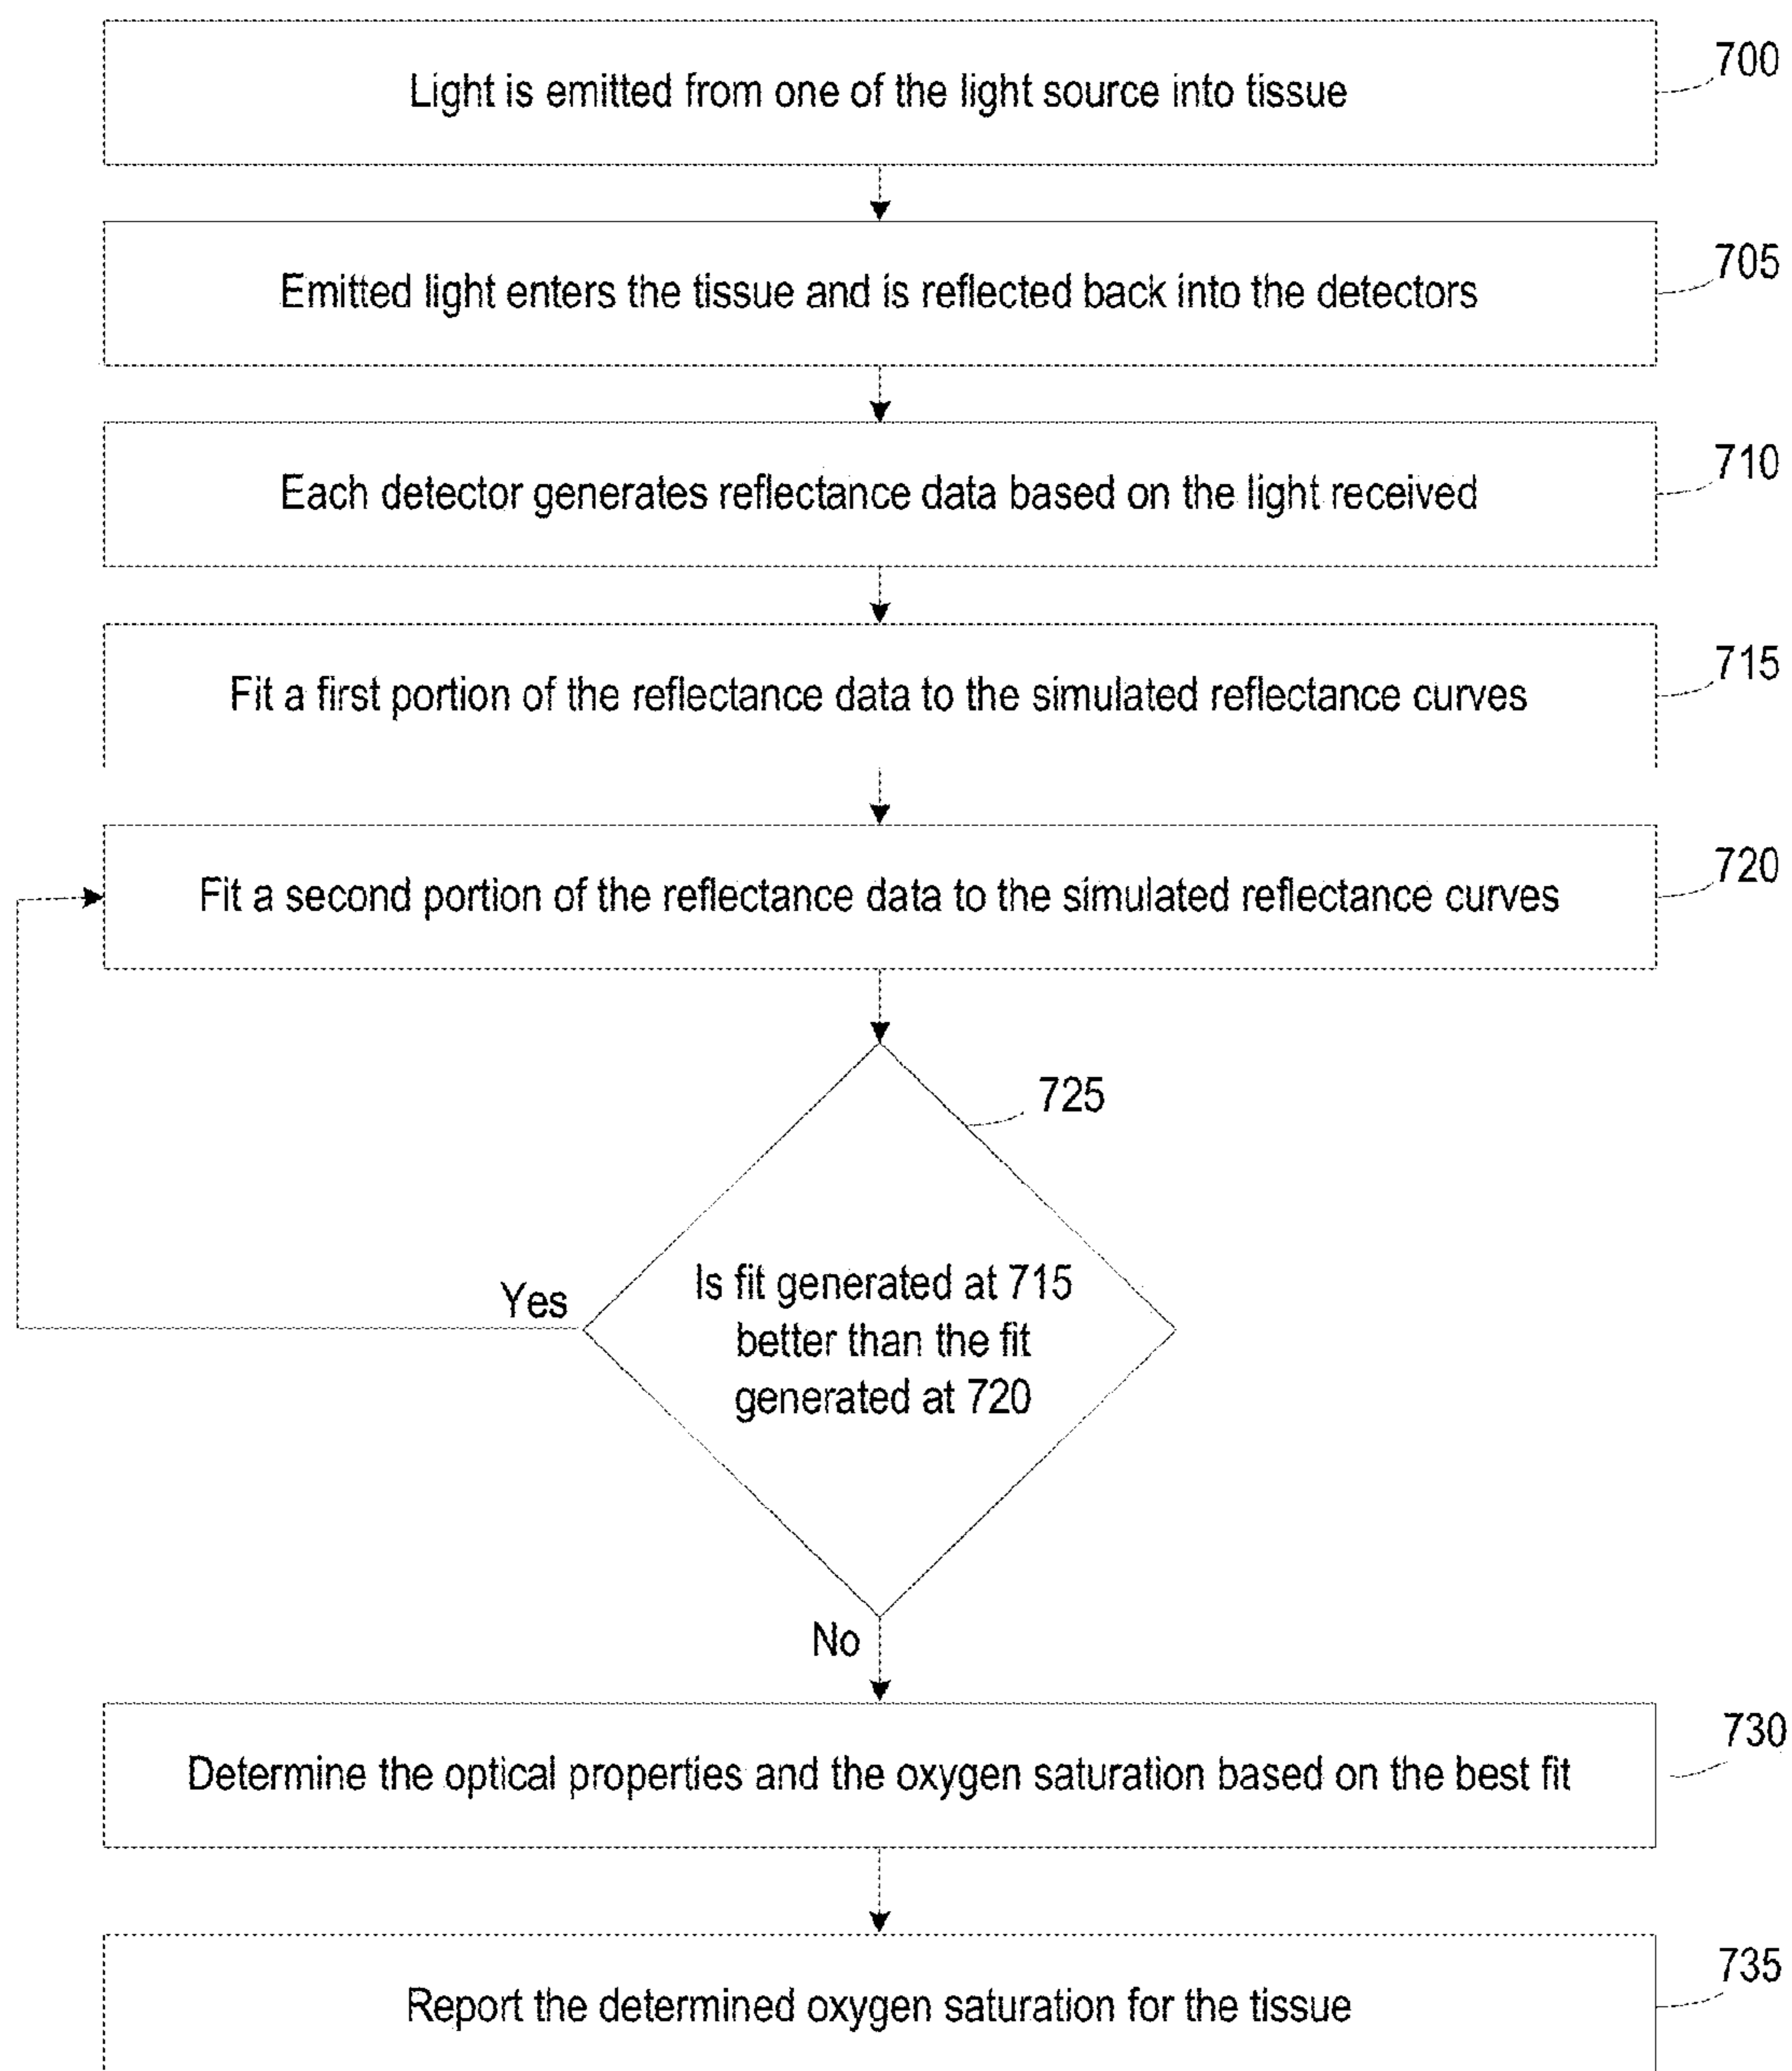 Light is emitted from one of the light source into tissue
700
Emitted light enters the tissue and is reflected back into the detectors
705
Each detector generates reflectance data based on the light received
710
Fit a first portion of the reflectance data to the simulated reflectance curves
715
Fit a second portion of the reflectance data to the simulated reflectance curves
720
725
Is fit generated at 715
better than the fit
generated at 720
Yes
No
Determine the optical properties and the oxygen saturation based on the best fit
730
Report the determined oxygen saturation for the tissue
735